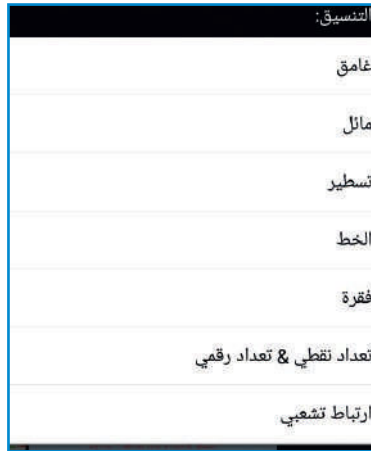 التنسيق:
غامق
مائل
تسطير
الخط
فقرة
تعداد نقطي & تعداد رقمي
ارتباط تشعبي